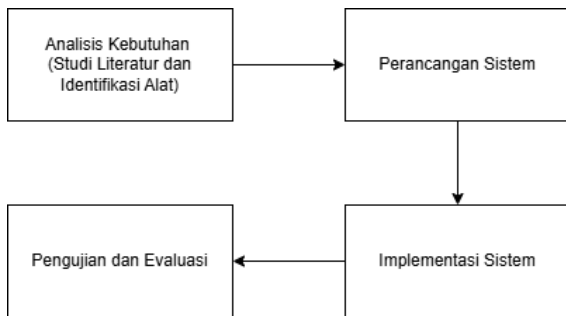 Analisis Kebutuhan
(Studi Literatur dan
Identifikasi Alat)
Perancangan Sistem
Implementasi Sistem
Pengujian dan Evaluasi